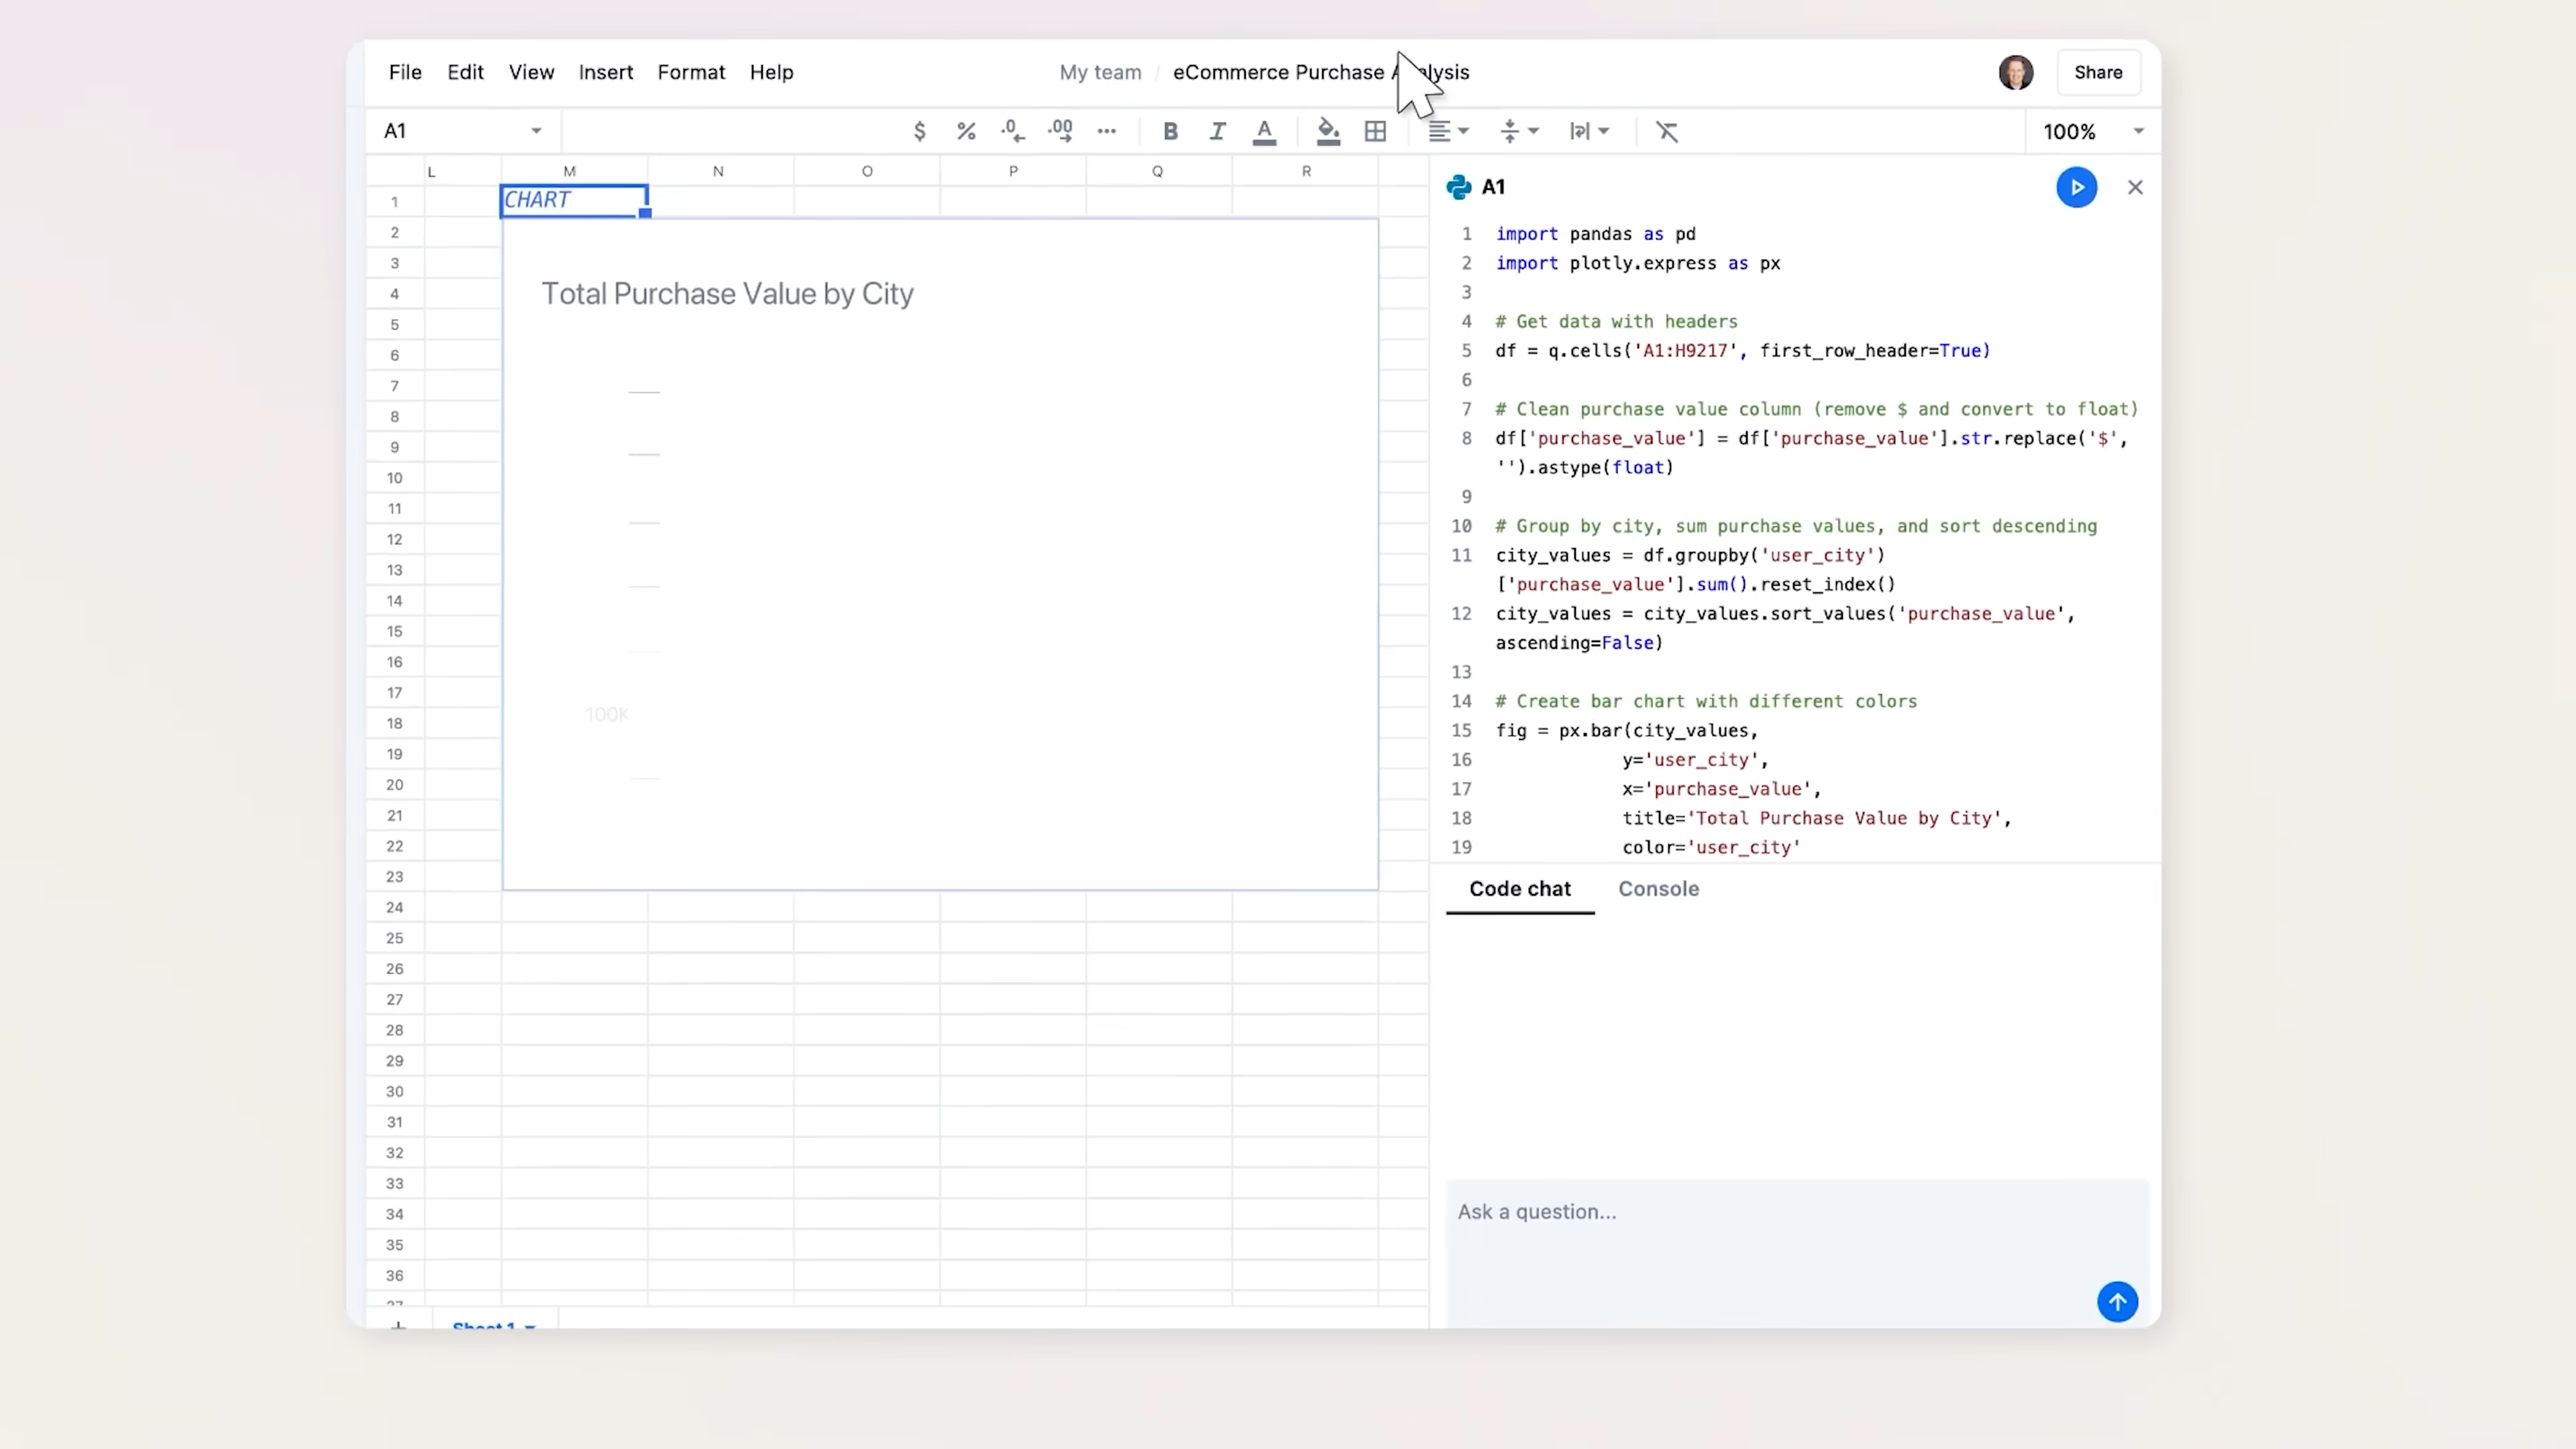 File Edit View Insert Format Help
My team / eCommerce Purchase Analysis
Share
A1
$ % .0 .00 ... B I A
100%
L M N O P Q R
1
CHART
2
3
4
5
6
7
8
9
10
11
12
13
14
15
16
17
18
19
20
21
22
23
24
25
26
27
28
29
30
31
32
33
34
35
36
37
Total Purchase Value by City
100K
Sheet 1
A1
1 import pandas as pd
2 import plotly.express as px
3
4 # Get data with headers
5 df = q.cells('A1:H9217', first_row_header=True)
6
7 # Clean purchase value column (remove $ and convert to float)
8 df['purchase_value'] = df['purchase_value'].str.replace('$',
'').astype(float)
9
10 # Group by city, sum purchase values, and sort descending
11 city_values = df.groupby('user_city')
['purchase_value'].sum().reset_index()
12 city_values = city_values.sort_values('purchase_value',
ascending=False)
13
14 # Create bar chart with different colors
15 fig = px.bar(city_values,
16 y='user_city',
17 x='purchase_value',
18 title='Total Purchase Value by City',
19 color='user_city'
Code chat Console
Ask a question...